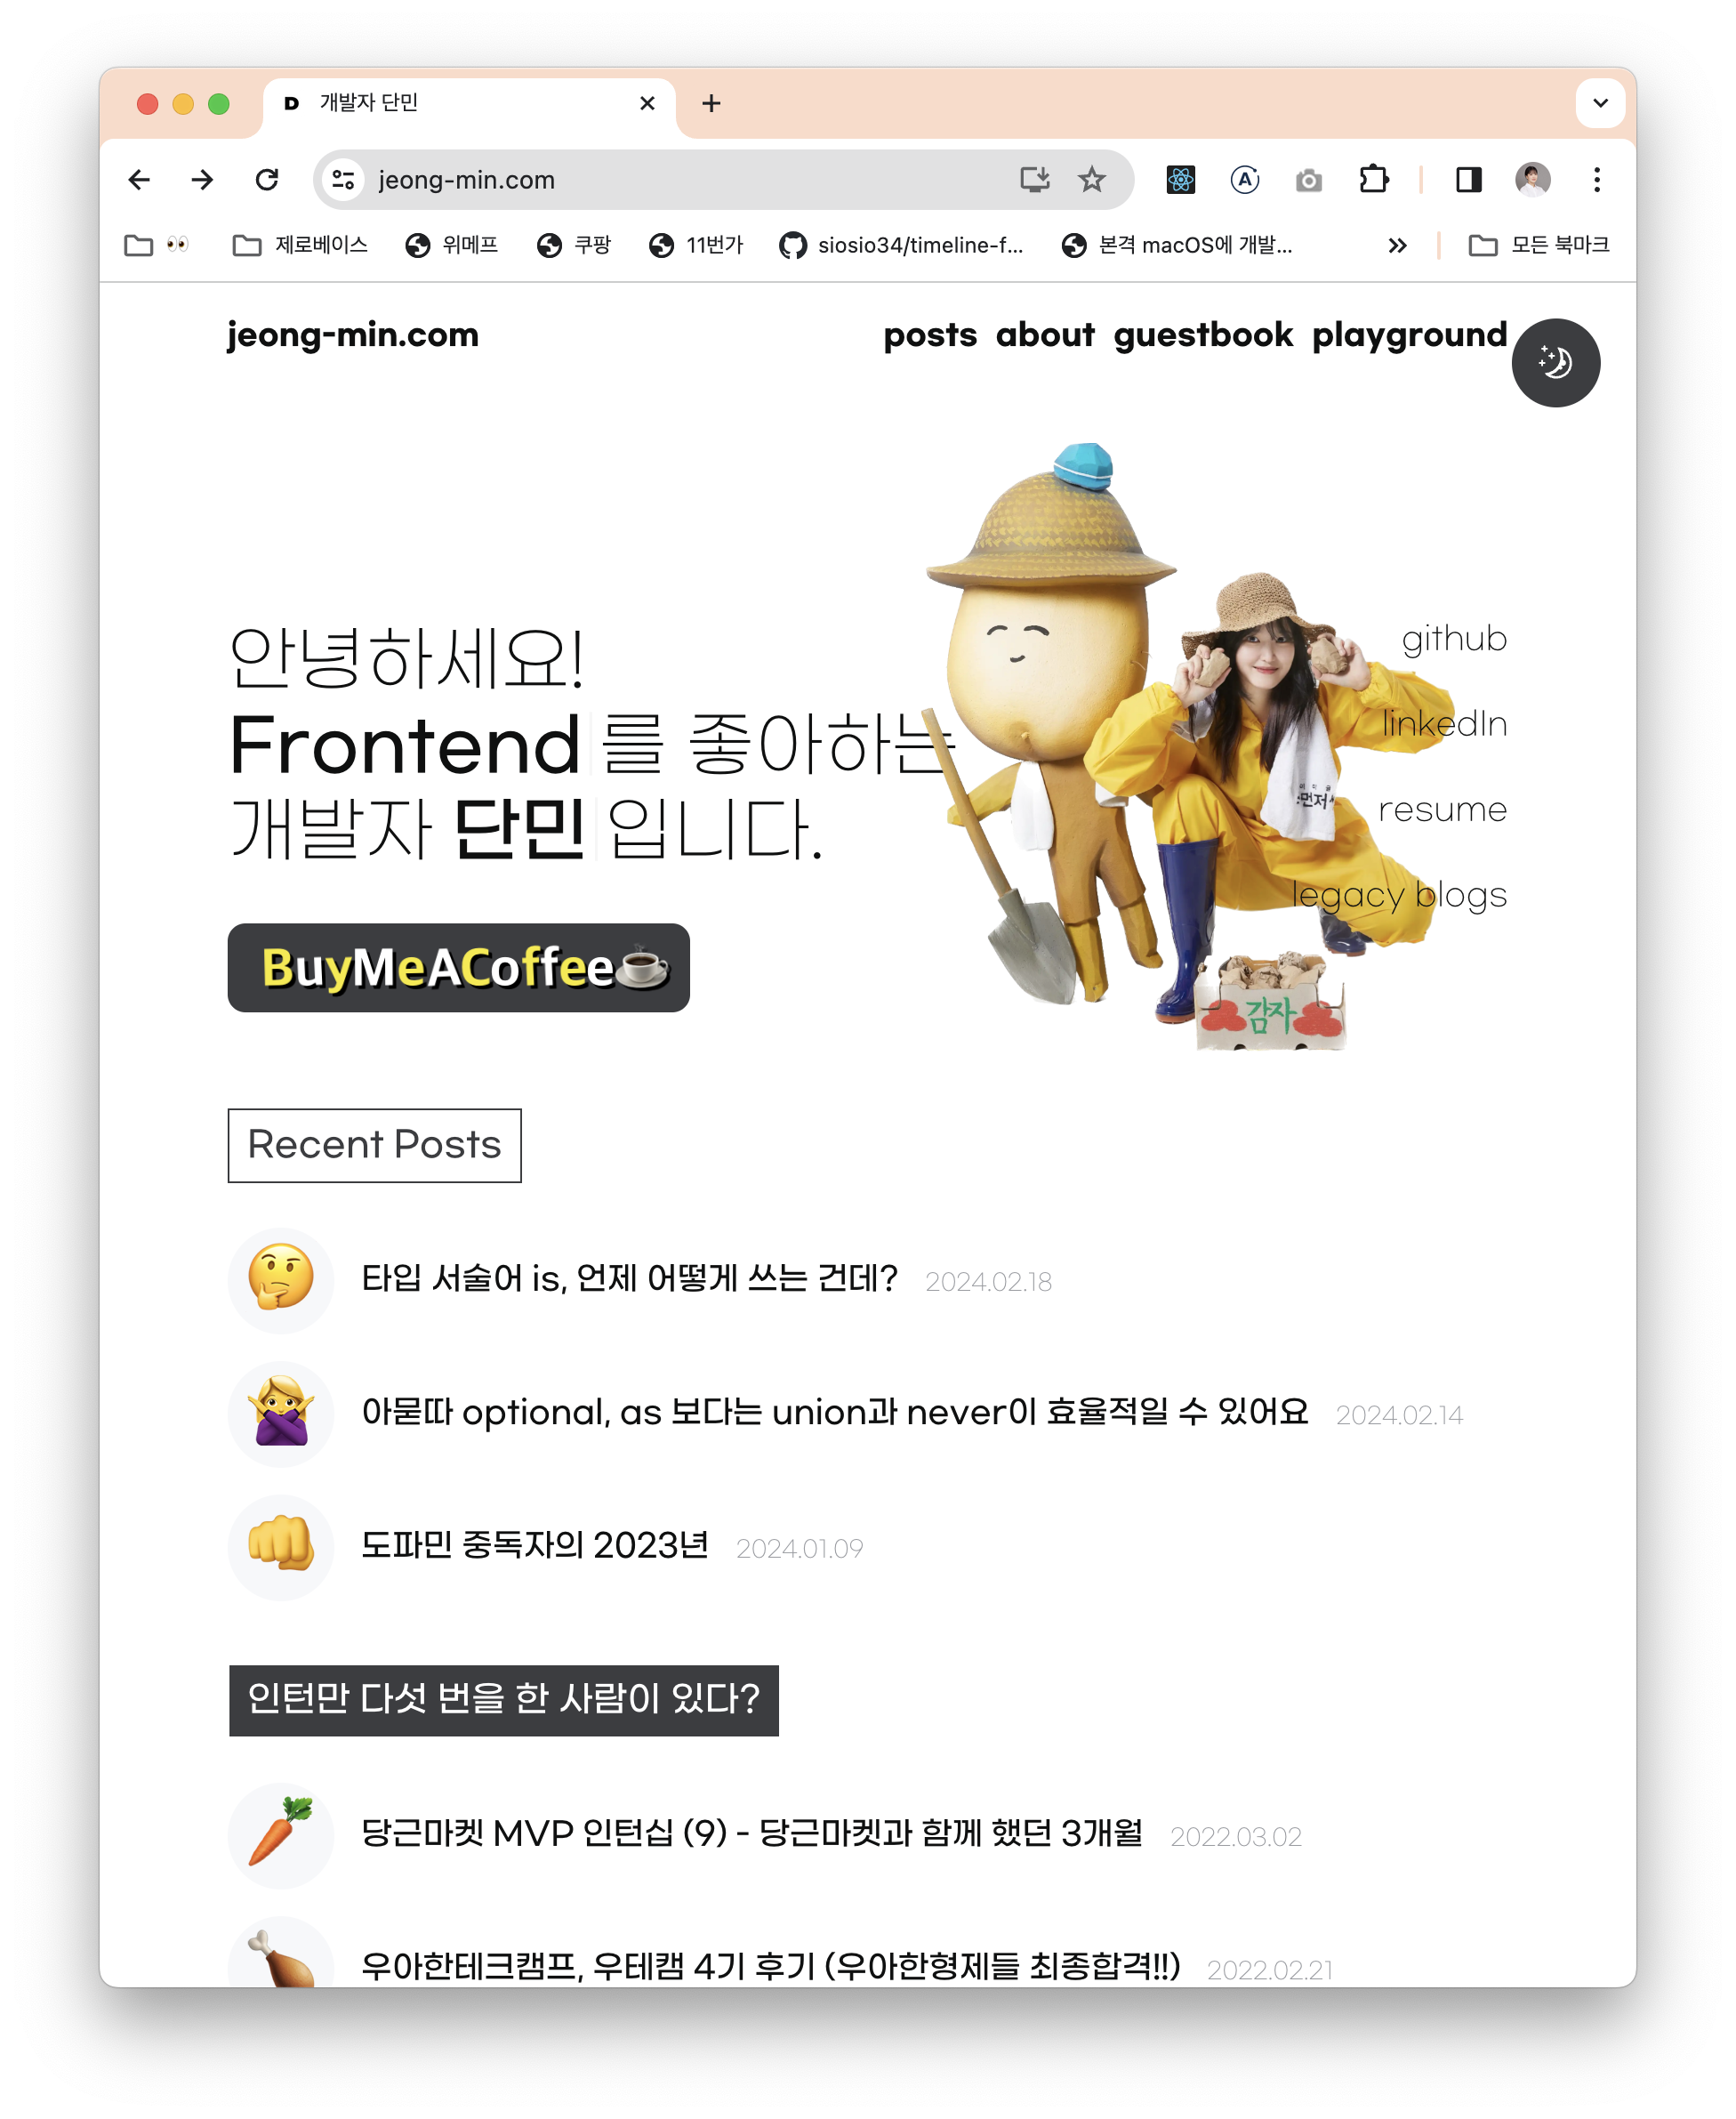 D 개발자 단민
jeong-min.com
제로베이스 위메프 쿠팡 11번가 siosio34/timeline-f... 본격 macOS에 개발... 모든 북마크
jeong-min.com posts about guestbook playground
안녕하세요!
Frontend를 좋아하는
개발자 단민 입니다.
github
linkedIn
resume
legacy blogs
먼저
감자
BuyMeACoffee
Recent Posts
타입 서술어 is, 언제 어떻게 쓰는 건데? 2024.02.18
아묻따 optional, as 보다는 union과 never이 효율적일 수 있어요 2024.02.14
도파민 중독자의 2023년 2024.01.09
인턴만 다섯 번을 한 사람이 있다?
당근마켓 MVP 인턴십 (9) - 당근마켓과 함께 했던 3개월 2022.03.02
우아한테크캠프, 우테캠 4기 후기 (우아한형제들 최종합격!!) 2022.02.21